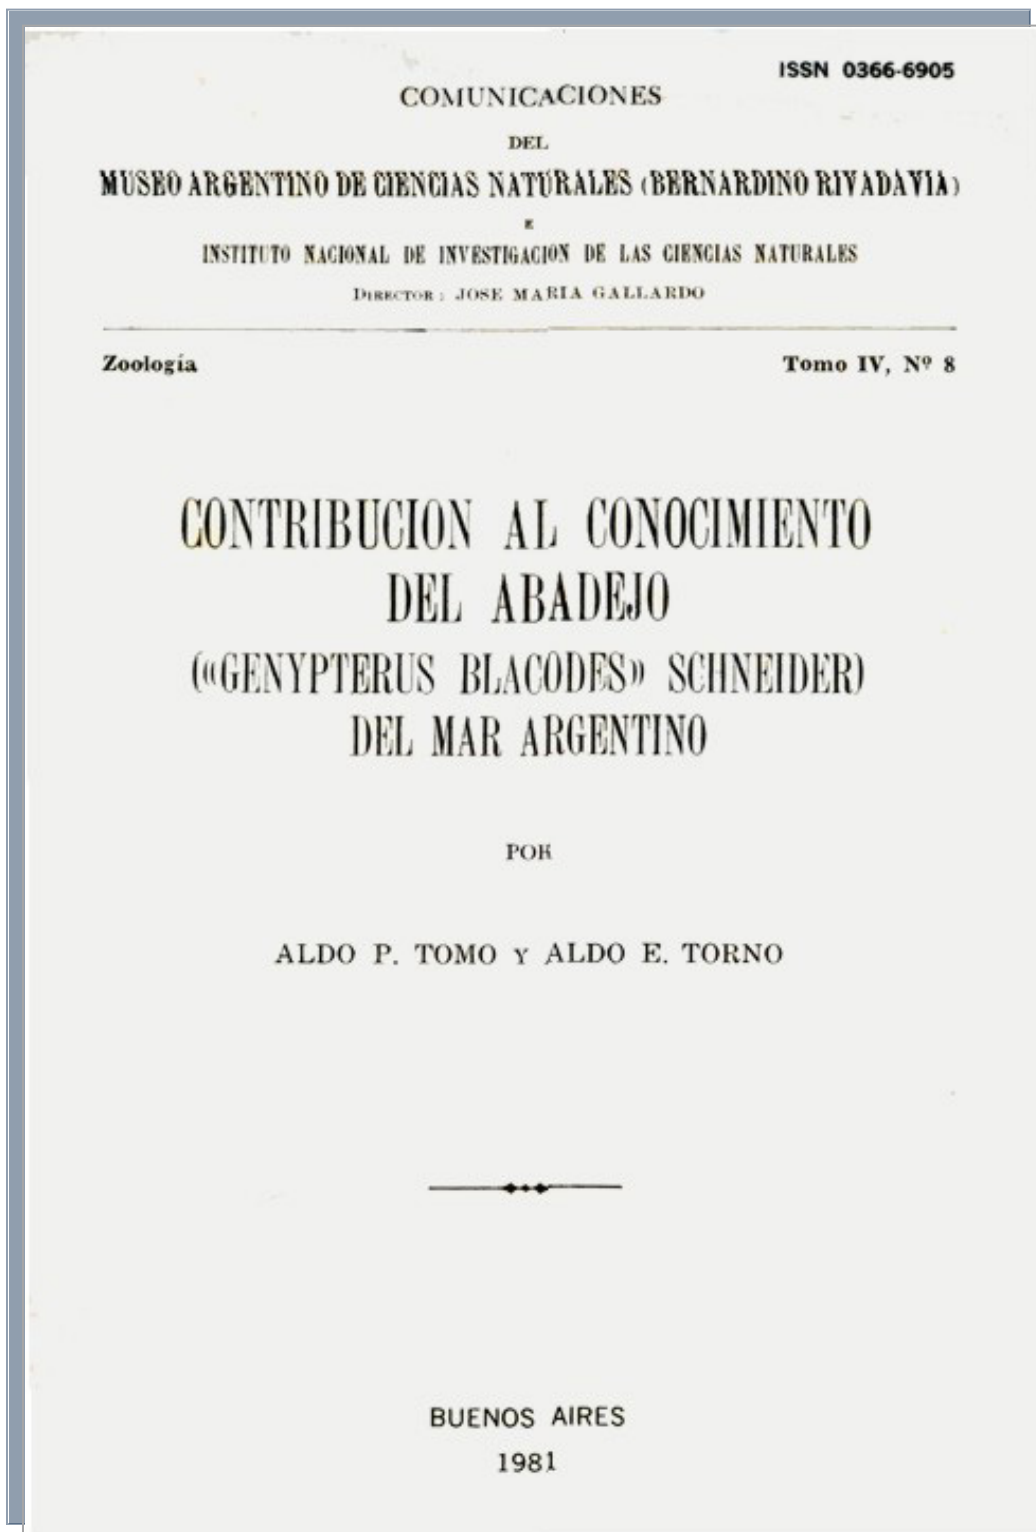 ISSN 0366-6905
COMUNICACIONES
DEL
MUSEO ARGENTINO DE CIENCIAS NATURALES (BERNARDINO RIVADAVIA)
E
INSTITUTO NACIONAL DE INVESTIGACION DE LAS CIENCIAS NATURALES
DIRECTOR: JOSE MARIA GALLARDO
Zoología Tomo IV, Nº 8
CONTRIBUCION AL CONOCIMIENTO
DEL ABADEJO
(«GENYPTERUS BLACODES» SCHNEIDER)
DEL MAR ARGENTINO
POR
ALDO P. TOMO Y ALDO E. TORNO
BUENOS AIRES
1981